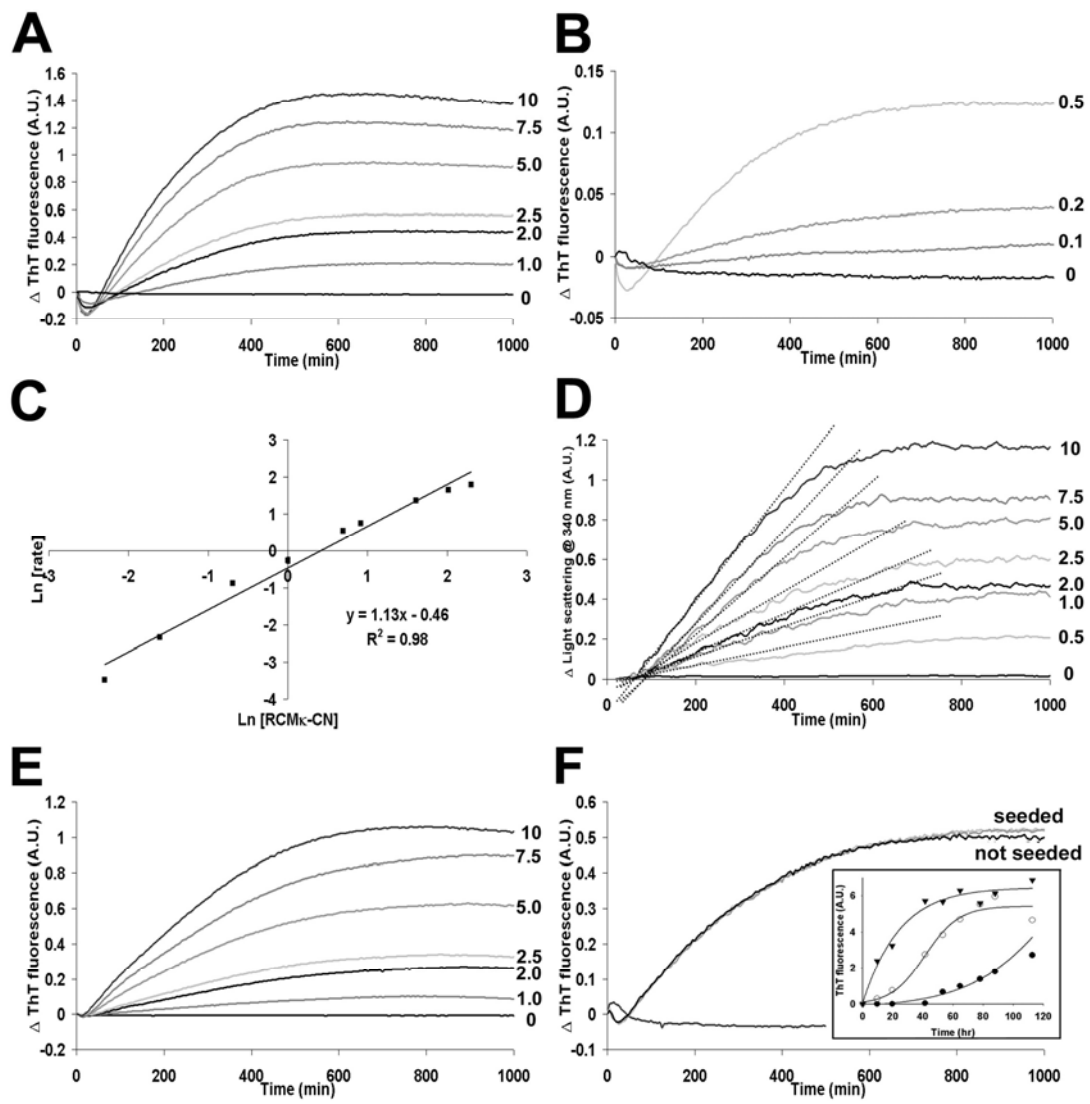 A
Δ ThT fluorescence (A.U.)
1.6
1.4
1.2
1
0.8
0.6
0.4
0.2
0
-0.2
0 200 400 600 800 1000
Time (min)
10
7.5
5.0
2.5
2.0
1.0
0
B
Δ ThT fluorescence (A.U.)
0.15
0.1
0.05
0
-0.05
0 200 400 600 800 1000
Time (min)
0.5
0.2
0.1
0
C
Ln [rate]
3
2
1
0
-1
-2
-3
-4
-3 -2 -1 0 1 2 3
y = 1.13x - 0.46
R² = 0.98
Ln [RCMκ-CN]
D
Δ Light scattering @ 340 nm (A.U.)
1.2
1.0
0.8
0.6
0.4
0.2
0
0 200 400 600 800 1000
Time (min)
10
7.5
5.0
2.5
2.0
1.0
0.5
0
E
Δ ThT fluorescence (A.U.)
1.2
1
0.8
0.6
0.4
0.2
0
-0.2
0 200 400 600 800 1000
Time (min)
10
7.5
5.0
2.5
2.0
1.0
0
F
Δ ThT fluorescence (A.U.)
0.6
0.5
0.4
0.3
0.2
0.1
0
-0.1
0 200 400 600 800 1000
Time (min)
seeded
not seeded
ThT fluorescence (A.U.)
6
4
2
0
0 20 40 60 80 100 120
Time (hr)